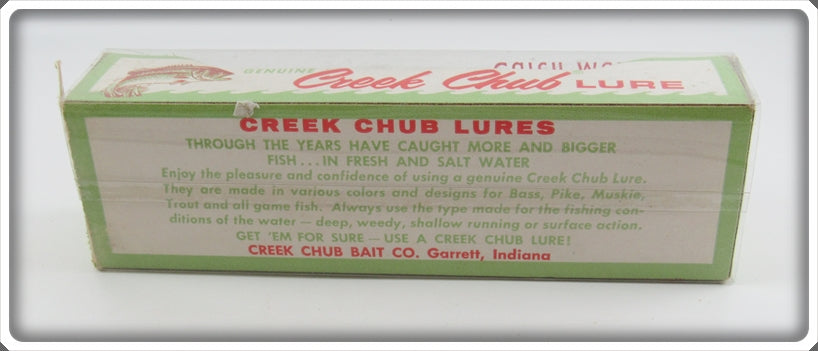 GENUINE Creek Chub LURE
CREEK CHUB LURES
THROUGH THE YEARS HAVE CAUGHT MORE AND BIGGER
FISH...IN FRESH AND SALT WATER
Enjoy the pleasure and confidence of using a genuine Creek Chub Lure.
They are made in various colors and designs for Bass, Pike, Muskie,
Trout and all game fish. Always use the type made for the fishing con-
ditions of the water — deep, weedy, shallow running or surface action.
GET 'EM FOR SURE — USE A CREEK CHUB LURE!
CREEK CHUB BAIT CO. Garrett, Indiana